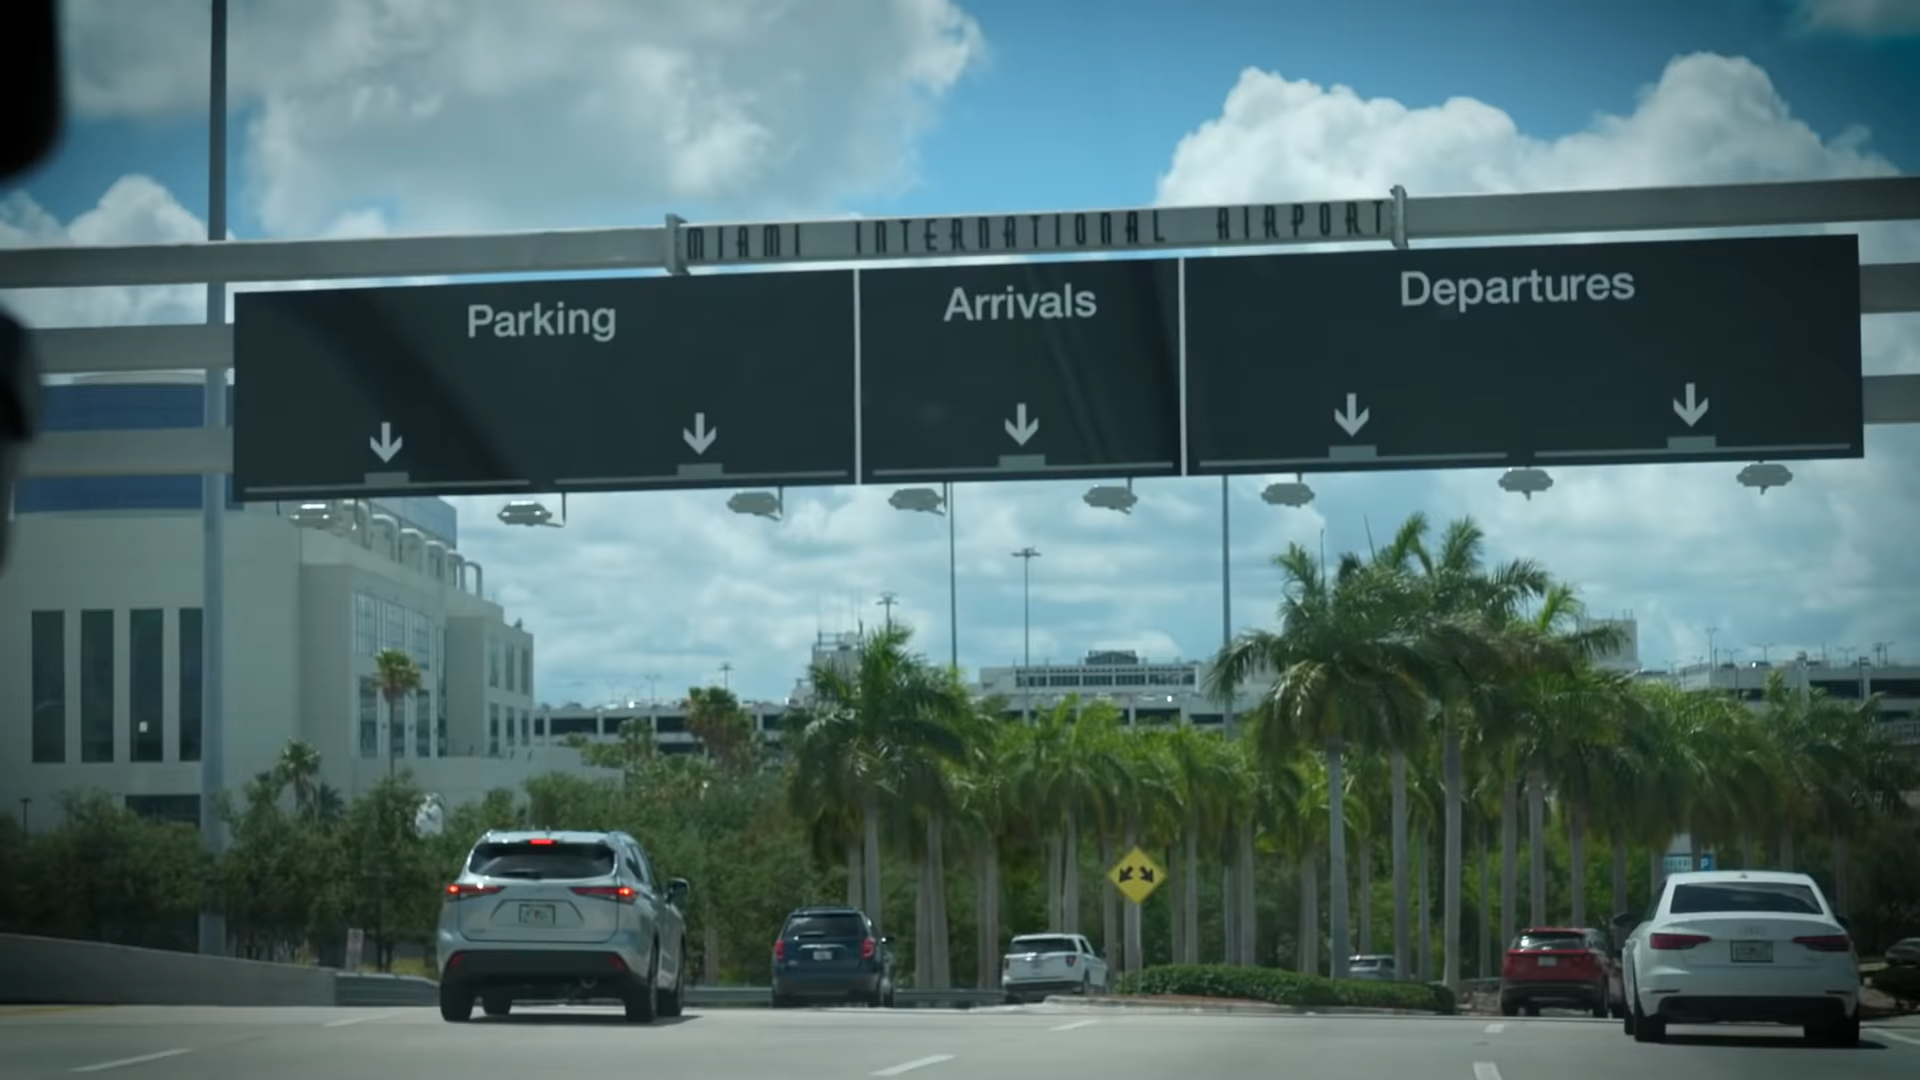 MIAMI INTERNATIONAL AIRPORT
Parking
Arrivals
Departures